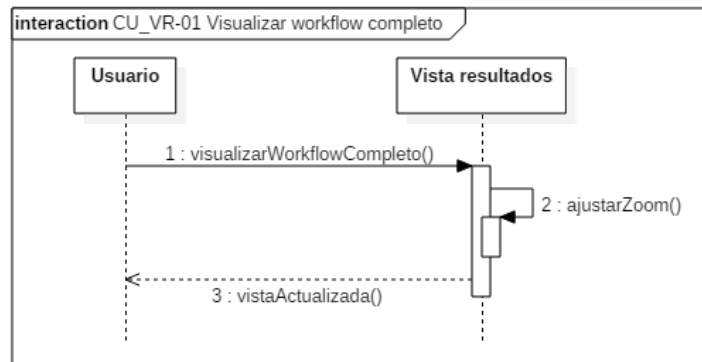 interaction CU_VR-01 Visualizar workflow completo
Usuario
Vista resultados
1 : visualizarWorkflowCompleto()
2 : ajustarZoom()
3 : vistaActualizada()